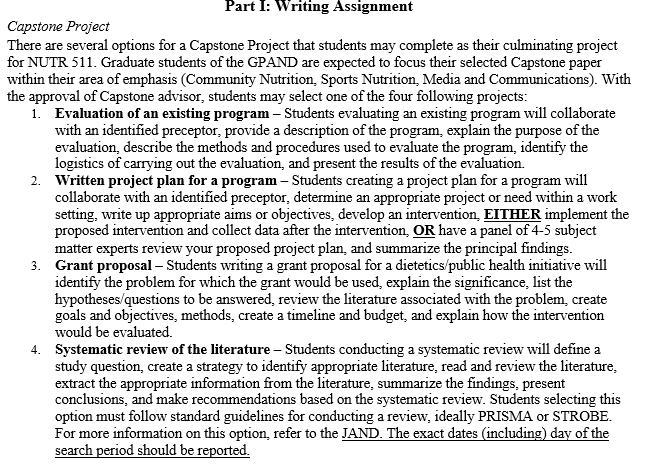 Part I: Writing Assignment
Capstone Project
There are several options for a Capstone Project that students may complete as their culminating project
for NUTR 511. Graduate students of the GPAND are expected to focus their selected Capstone paper
within their area of emphasis (Community Nutrition, Sports Nutrition, Media and Communications). With
the approval of Capstone advisor, students may select one of the four following projects:
1. Evaluation of an existing program – Students evaluating an existing program will collaborate
with an identified preceptor, provide a description of the program, explain the purpose of the
evaluation, describe the methods and procedures used to evaluate the program, identify the
logistics of carrying out the evaluation, and present the results of the evaluation.
2. Written project plan for a program – Students creating a project plan for a program will
collaborate with an identified preceptor, determine an appropriate project or need within a work
setting, write up appropriate aims or objectives, develop an intervention, EITHER implement the
proposed intervention and collect data after the intervention, OR have a panel of 4-5 subject
matter experts review your proposed project plan, and summarize the principal findings.
3. Grant proposal – Students writing a grant proposal for a dietetics/public health initiative will
identify the problem for which the grant would be used, explain the significance, list the
hypotheses/questions to be answered, review the literature associated with the problem, create
goals and objectives, methods, create a timeline and budget, and explain how the intervention
would be evaluated.
4. Systematic review of the literature – Students conducting a systematic review will define a
study question, create a strategy to identify appropriate literature, read and review the literature,
extract the appropriate information from the literature, summarize the findings, present
conclusions, and make recommendations based on the systematic review. Students selecting this
option must follow standard guidelines for conducting a review, ideally PRISMA or STROBE.
For more information on this option, refer to the JAND. The exact dates (including) day of the
search period should be reported.